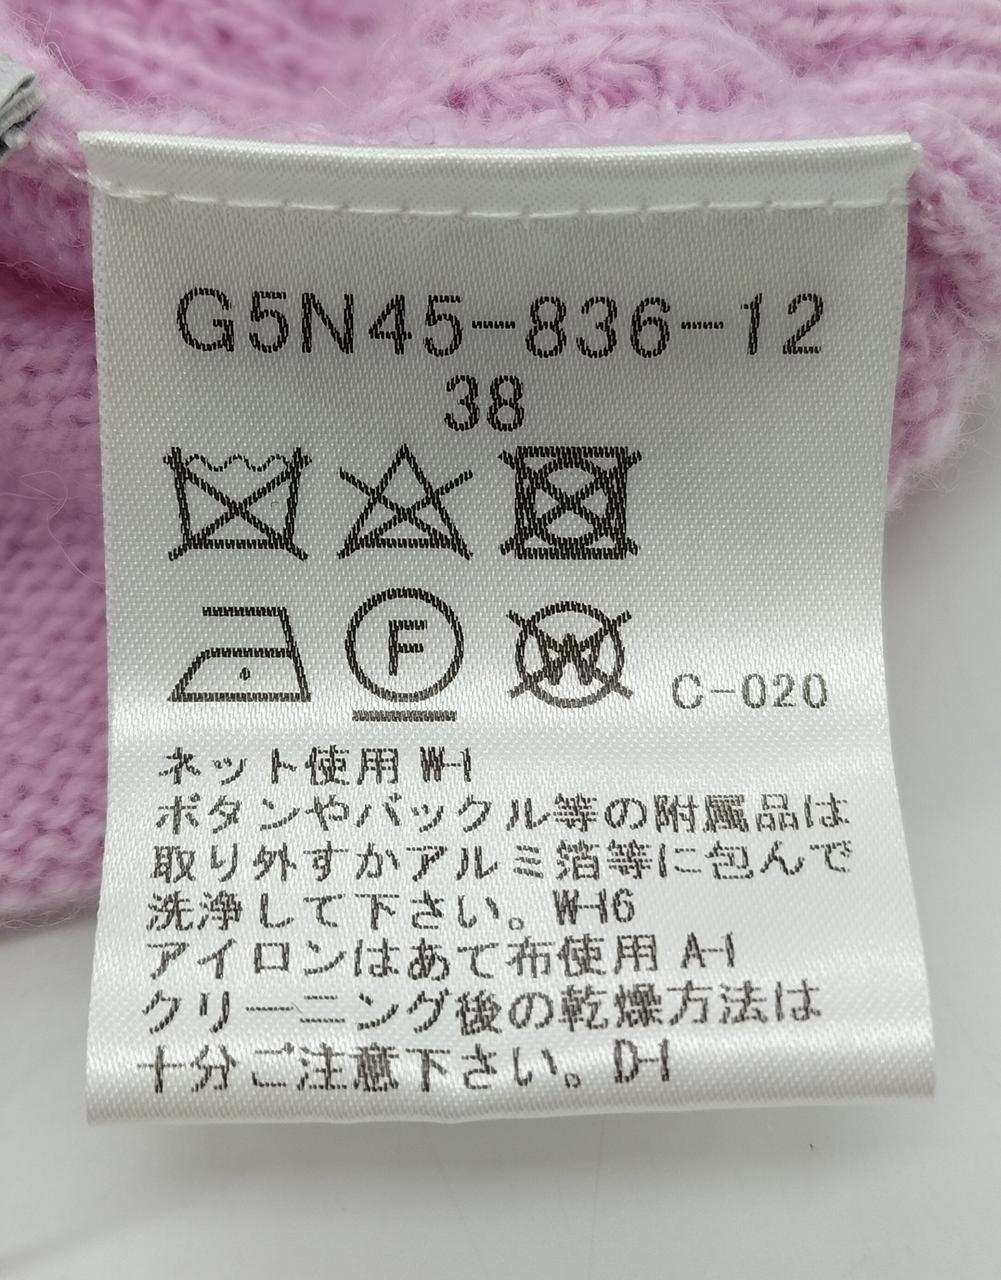 G5N45-836-12
38
F
W
C-020
ネット使用 W-1
ボタンやバックル等の附属品は
取り外すかアルミ箔等に包んで
洗浄して下さい。W-16
アイロンはあて布使用 A-1
クリーニング後の乾燥方法は
十分ご注意下さい。D-1